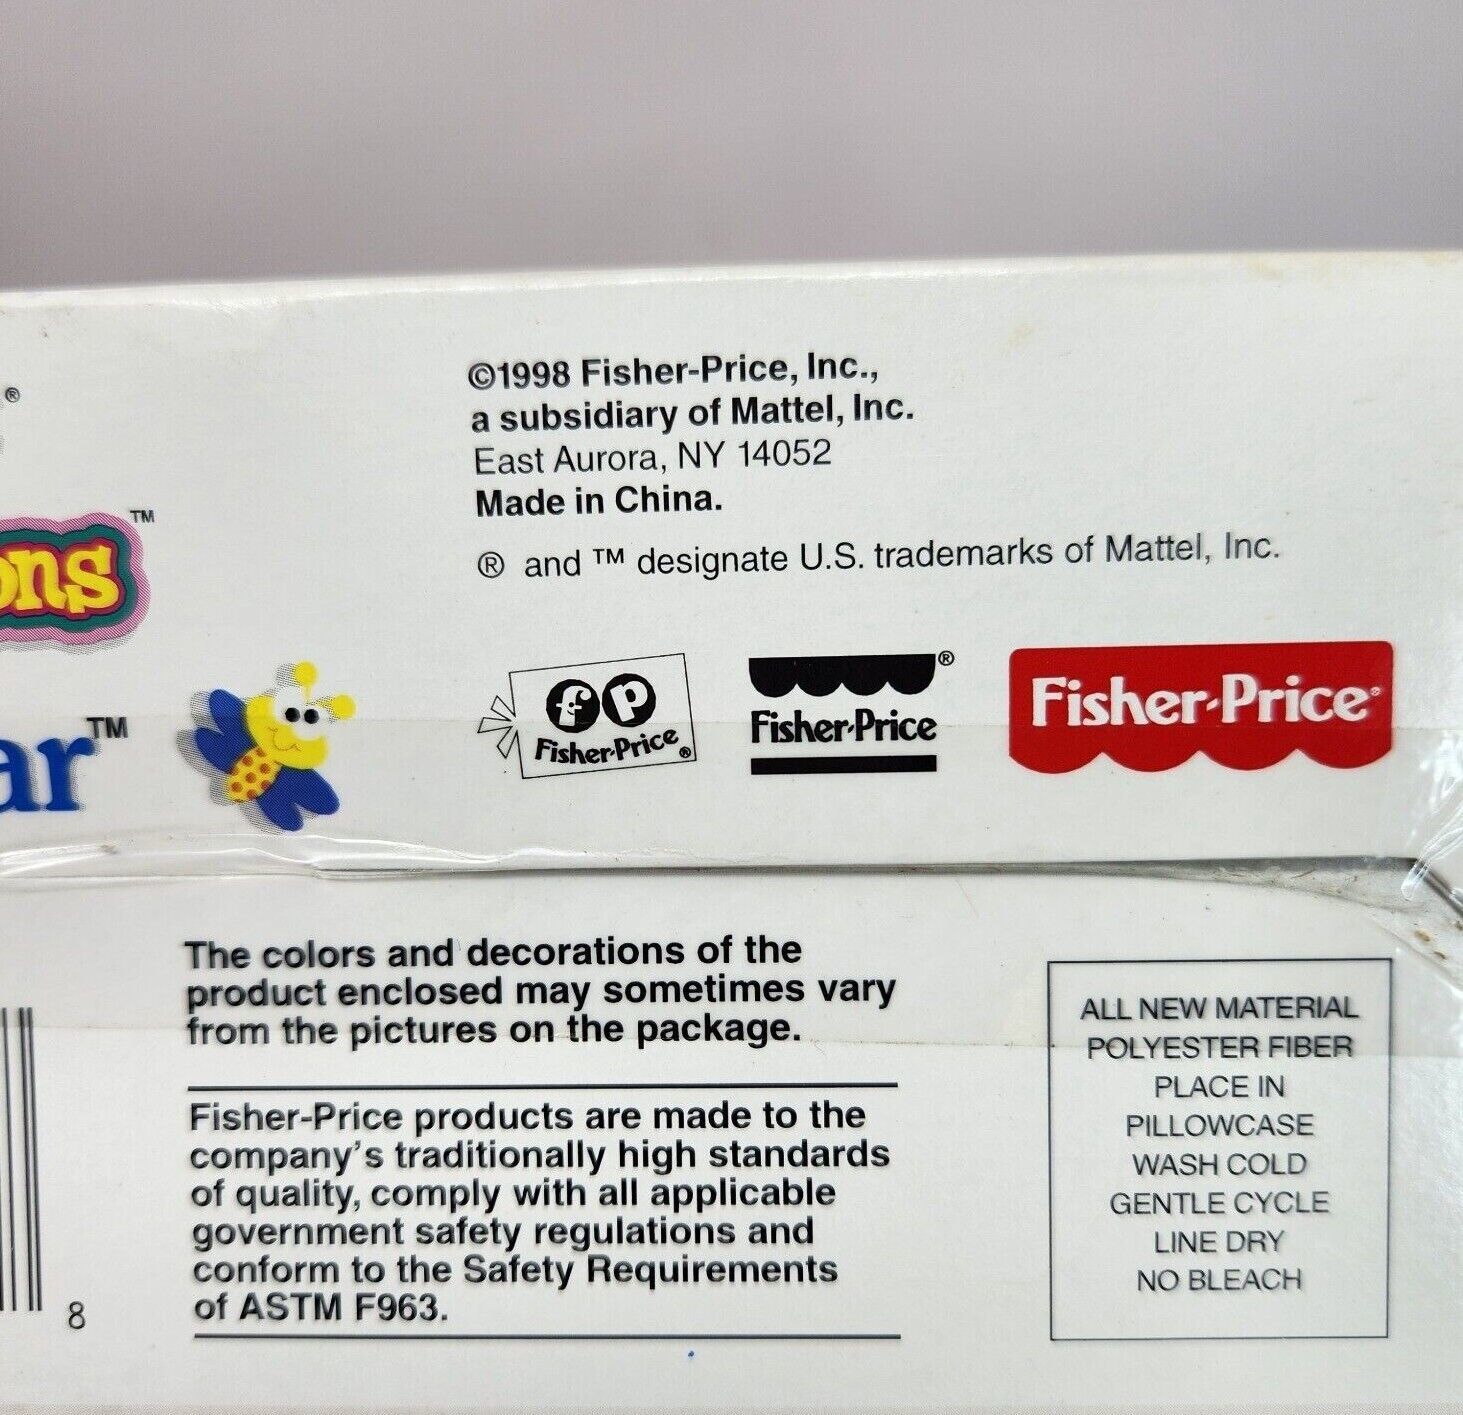 ®
©1998 Fisher-Price, Inc.,
a subsidiary of Mattel, Inc.
East Aurora, NY 14052
Made in China.
® and ™ designate U.S. trademarks of Mattel, Inc.
ons™
ar™
fp
Fisher-Price®
Fisher-Price®
Fisher-Price®
The colors and decorations of the
product enclosed may sometimes vary
from the pictures on the package.
Fisher-Price products are made to the
company's traditionally high standards
of quality, comply with all applicable
government safety regulations and
conform to the Safety Requirements
of ASTM F963.
8
ALL NEW MATERIAL
POLYESTER FIBER
PLACE IN
PILLOWCASE
WASH COLD
GENTLE CYCLE
LINE DRY
NO BLEACH